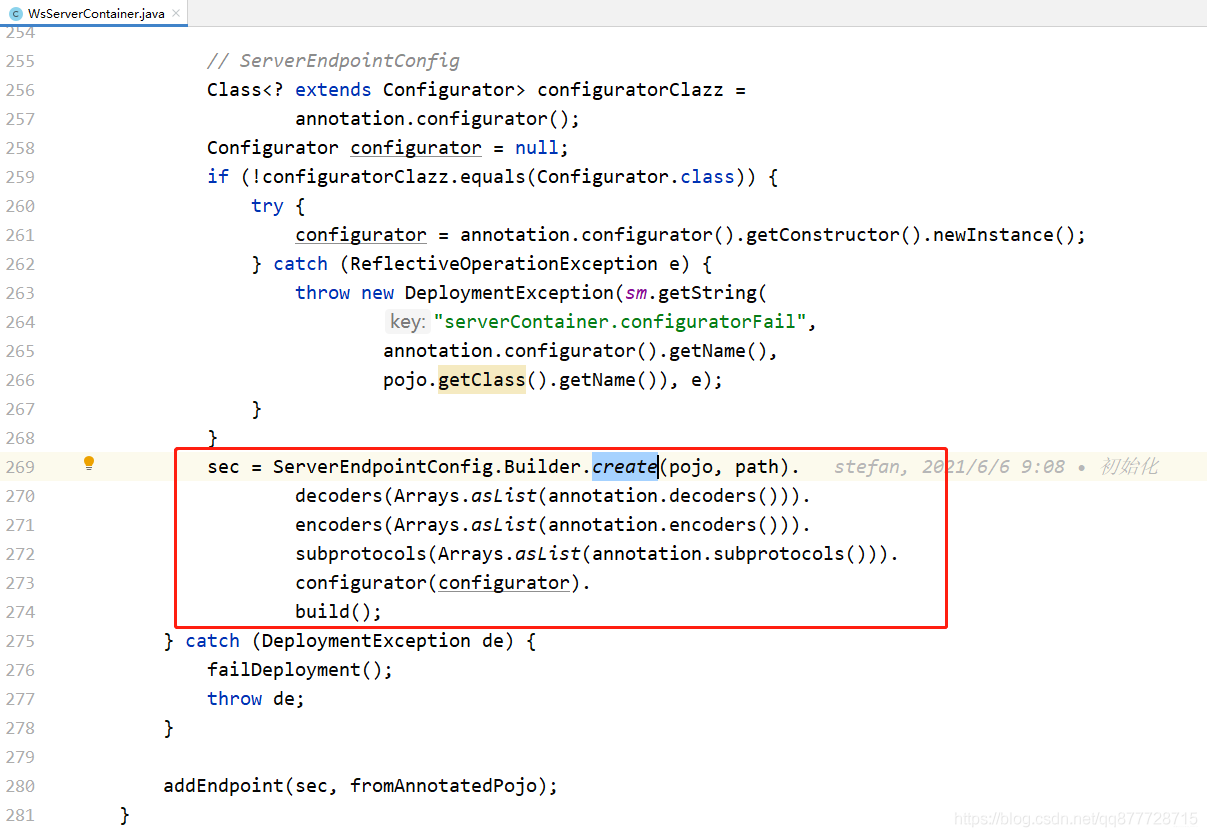 WsServerContainer.java
254
255 // ServerEndpointConfig
256 Class<? extends Configurator> configuratorClazz =
257 annotation.configurator();
258 Configurator configurator = null;
259 if (!configuratorClazz.equals(Configurator.class)) {
260 try {
261 configurator = annotation.configurator().getConstructor().newInstance();
262 } catch (ReflectiveOperationException e) {
263 throw new DeploymentException(sm.getString(
264 key: "serverContainer.configuratorFail",
265 annotation.configurator().getName(),
266 pojo.getClass().getName()), e);
267 }
268 }
269 sec = ServerEndpointConfig.Builder.create(pojo, path). stefan, 2021/6/6 9:08 • 初始化
270 decoders(Arrays.asList(annotation.decoders())).
271 encoders(Arrays.asList(annotation.encoders())).
272 subprotocols(Arrays.asList(annotation.subprotocols())).
273 configurator(configurator).
274 build();
275 } catch (DeploymentException de) {
276 failDeployment();
277 throw de;
278 }
279
280 addEndpoint(sec, fromAnnotatedPojo);
281 }
https://blog.csdn.net/qq877728715